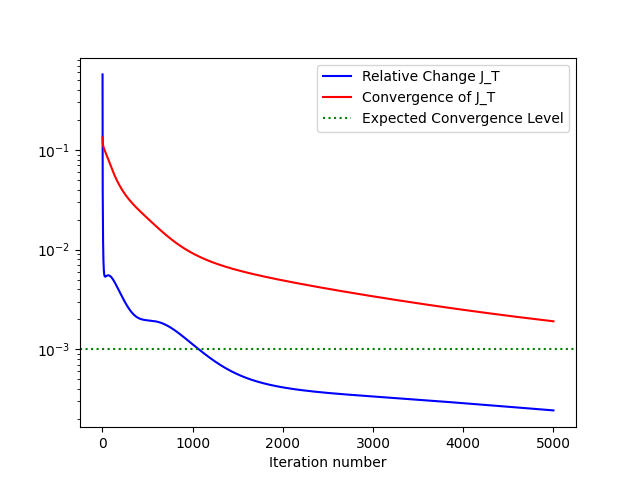 Relative Change J_T
Convergence of J_T
Expected Convergence Level
10⁻¹
10⁻²
10⁻³
0 1000 2000 3000 4000 5000
Iteration number